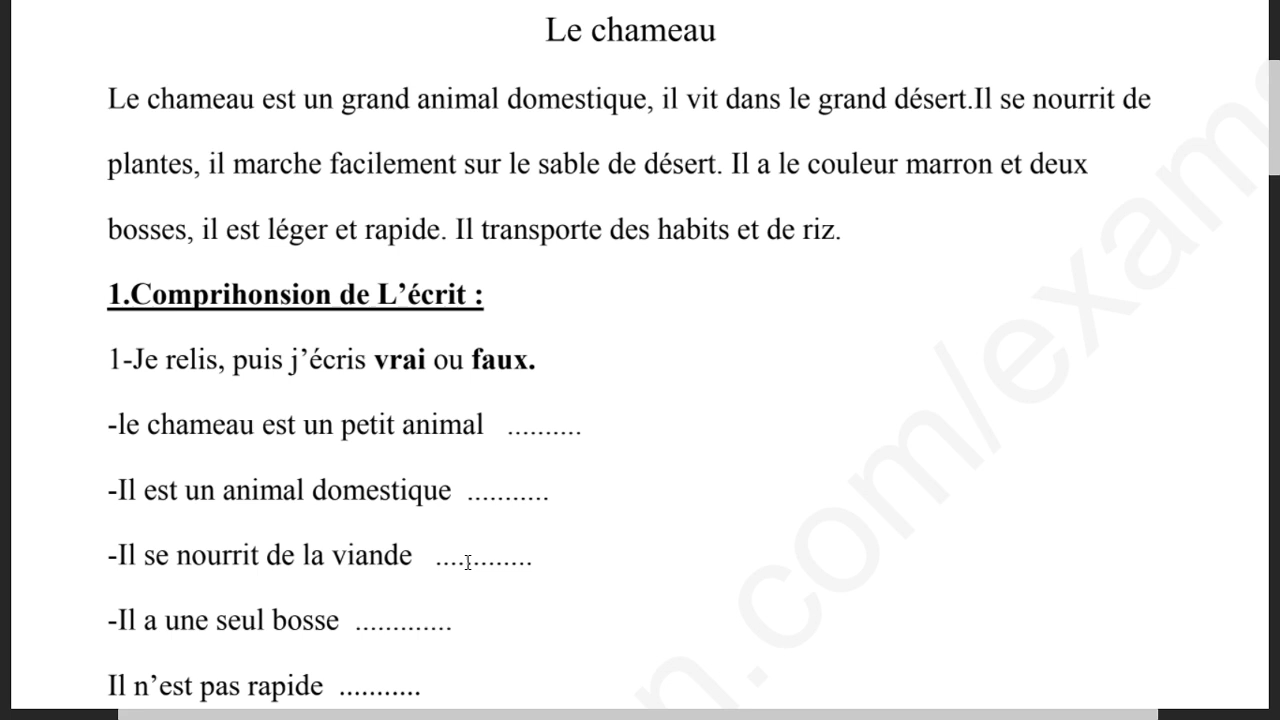 Le chameau
Le chameau est un grand animal domestique, il vit dans le grand désert.Il se nourrit de
plantes, il marche facilement sur le sable de désert. Il a le couleur marron et deux
bosses, il est léger et rapide. Il transporte des habits et de riz.
1.Comprihonsion de L’écrit :
1-Je relis, puis j’écris vrai ou faux.
-le chameau est un petit animal ..........
-Il est un animal domestique ...........
-Il se nourrit de la viande .............
-Il a une seul bosse .............
Il n’est pas rapide ...........
n.com/exams